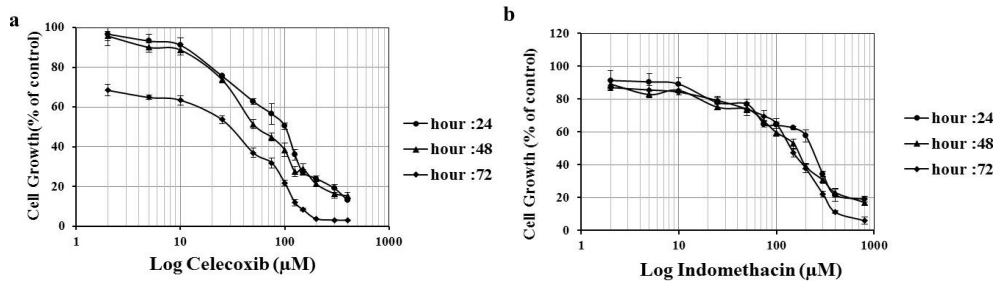 a
Cell Growth(% of control)
100
80
60
40
20
0
1
10
100
1000
Log Celecoxib (µM)
hour :24
hour :48
hour :72
b
Cell Growth (% of control)
120
100
80
60
40
20
0
1
10
100
1000
Log Indomethacin (µM)
hour :24
hour :48
hour :72